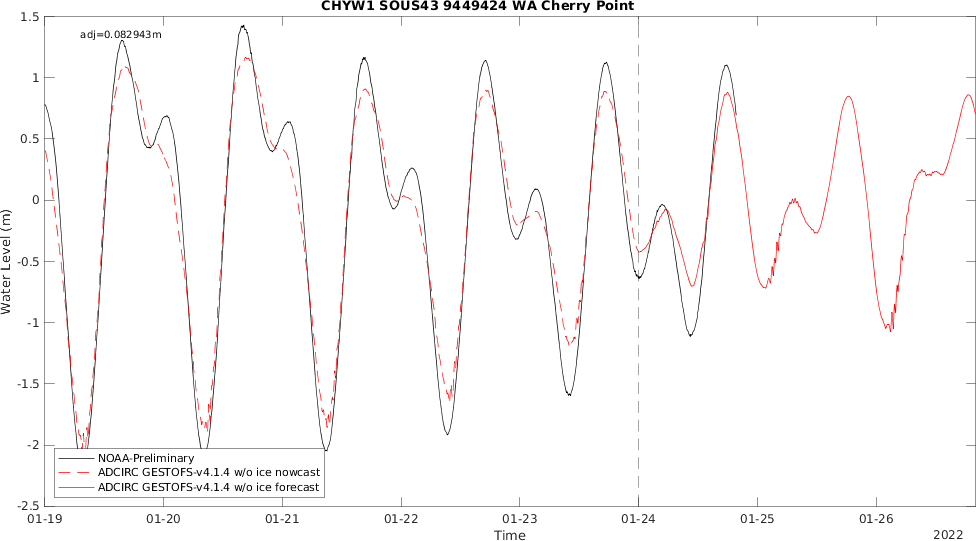 CHYW1 SOUS43 9449424 WA Cherry Point
adj=0.082943m
1.5
1
0.5
0
-0.5
-1
-1.5
-2
-2.5
Water Level (m)
NOAA-Preliminary
ADCIRC GESTOFS-v4.1.4 w/o ice nowcast
ADCIRC GESTOFS-v4.1.4 w/o ice forecast
01-19 01-20 01-21 01-22 01-23 01-24 01-25 01-26
Time
2022